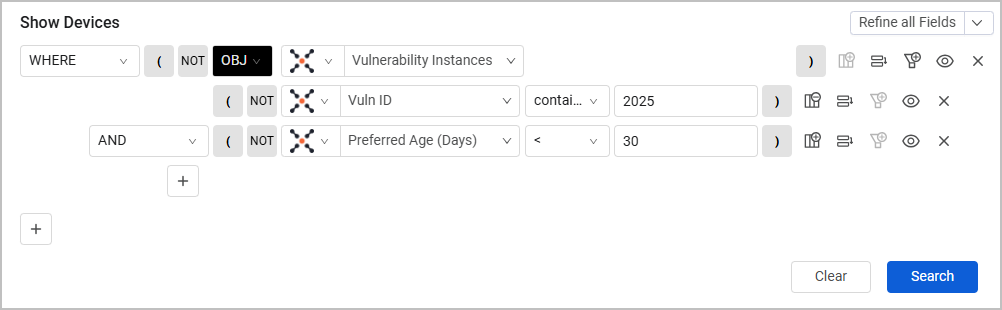 Show Devices
Refine all Fields
WHERE ( NOT OBJ Vulnerability Instances )
( NOT Vuln ID contai... 2025 )
AND ( NOT Preferred Age (Days) < 30 )
+
+
Clear Search